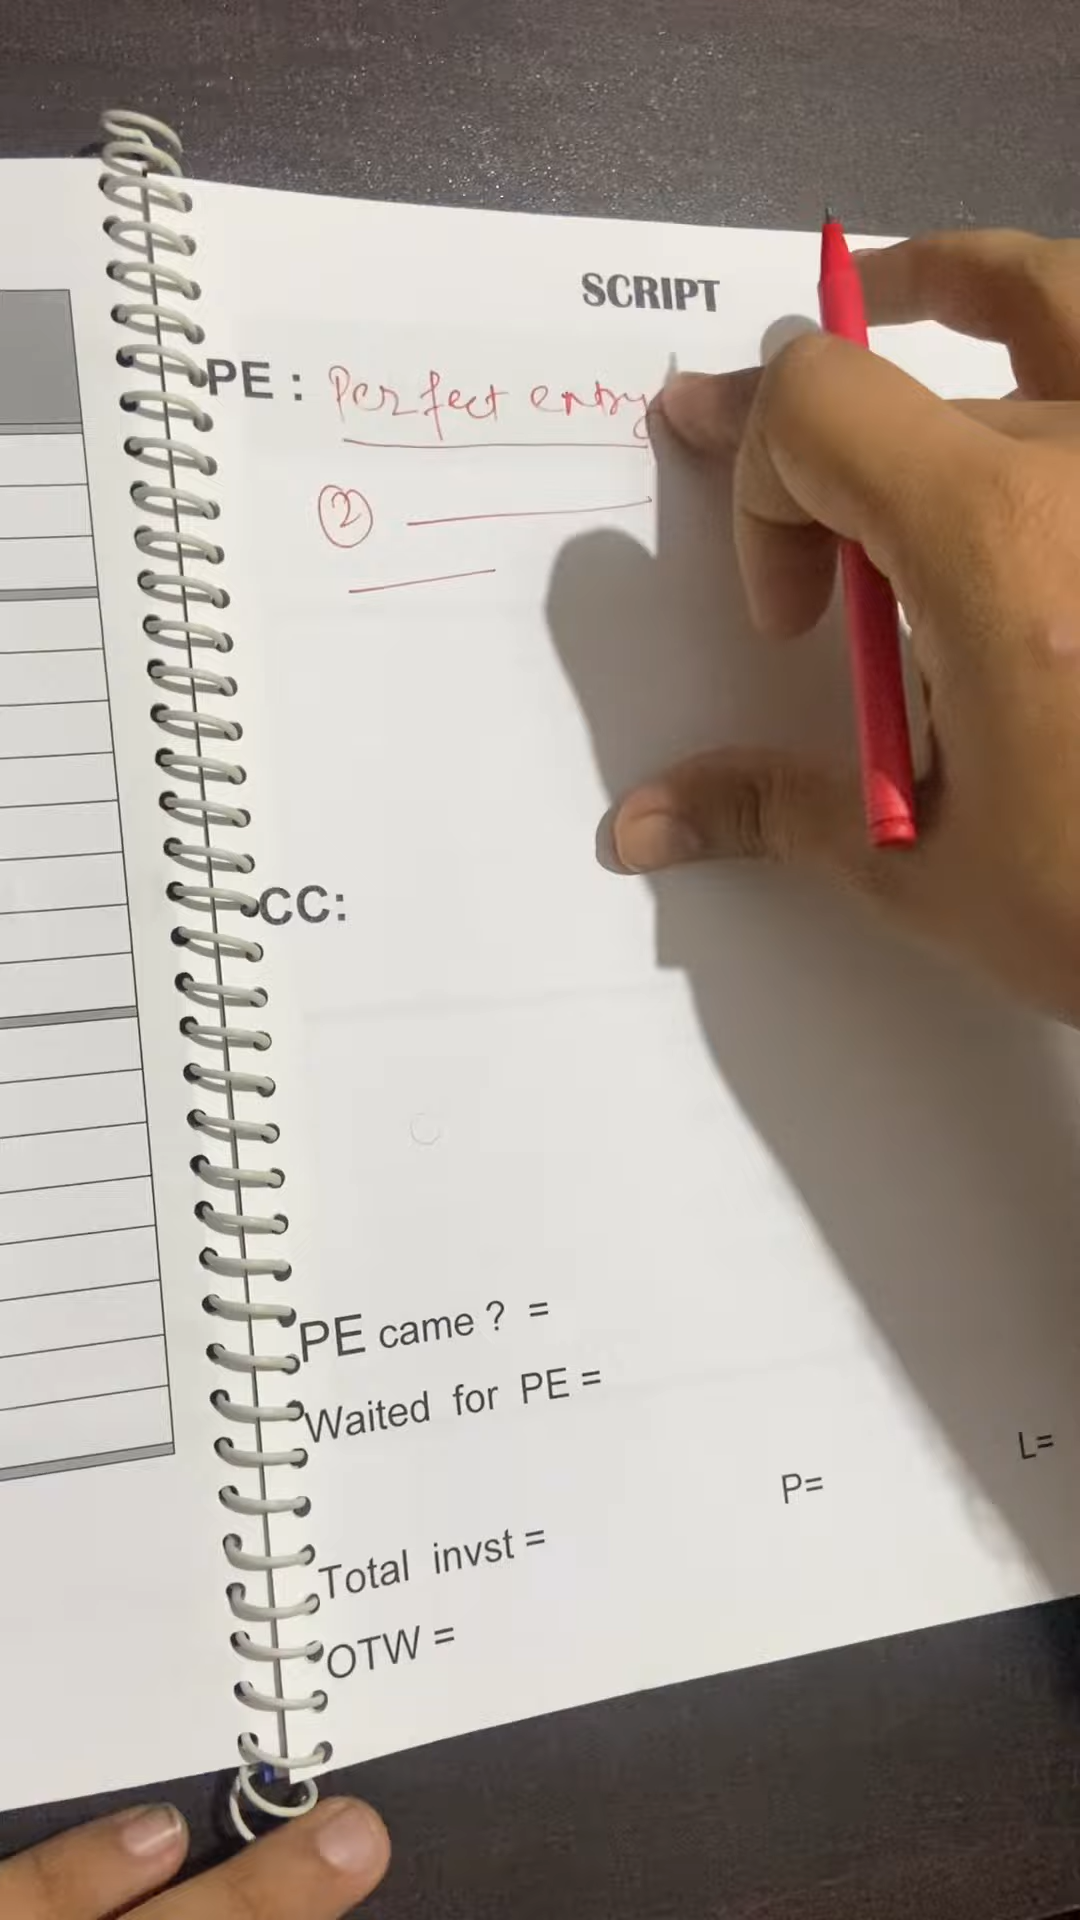 SCRIPT
PE : Perfect entry
2
CC:
PE came ? =
Waited for PE =
P= L=
Total invst =
OTW =